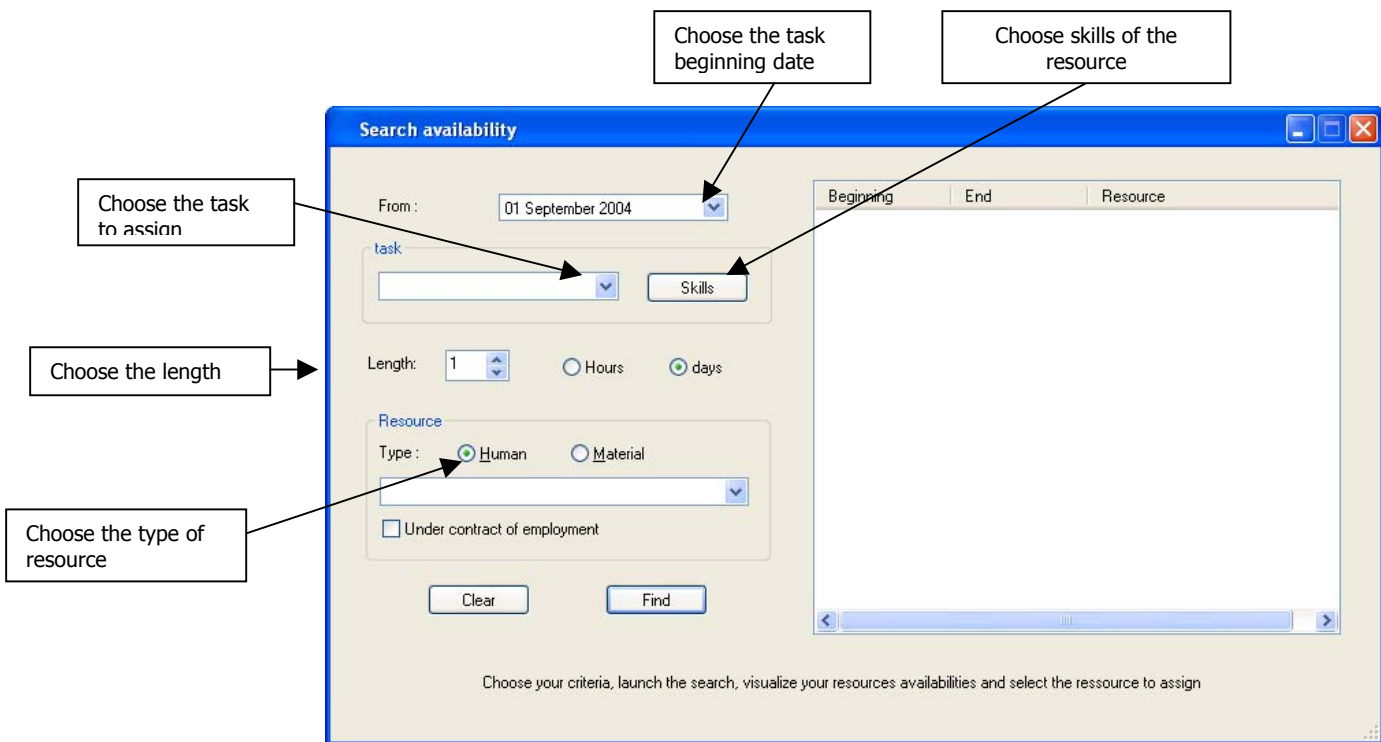 Choose the task
beginning date
Choose skills of the
resource
Search availability
Choose the task
to assign
From :
01 September 2004
Beginning
End
Resource
task
Skills
Choose the length
Length:
1
Hours
days
Resource
Type :
Human
Material
Choose the type of
resource
Under contract of employment
Clear
Find
Choose your criteria, launch the search, visualize your resources availabilities and select the ressource to assign